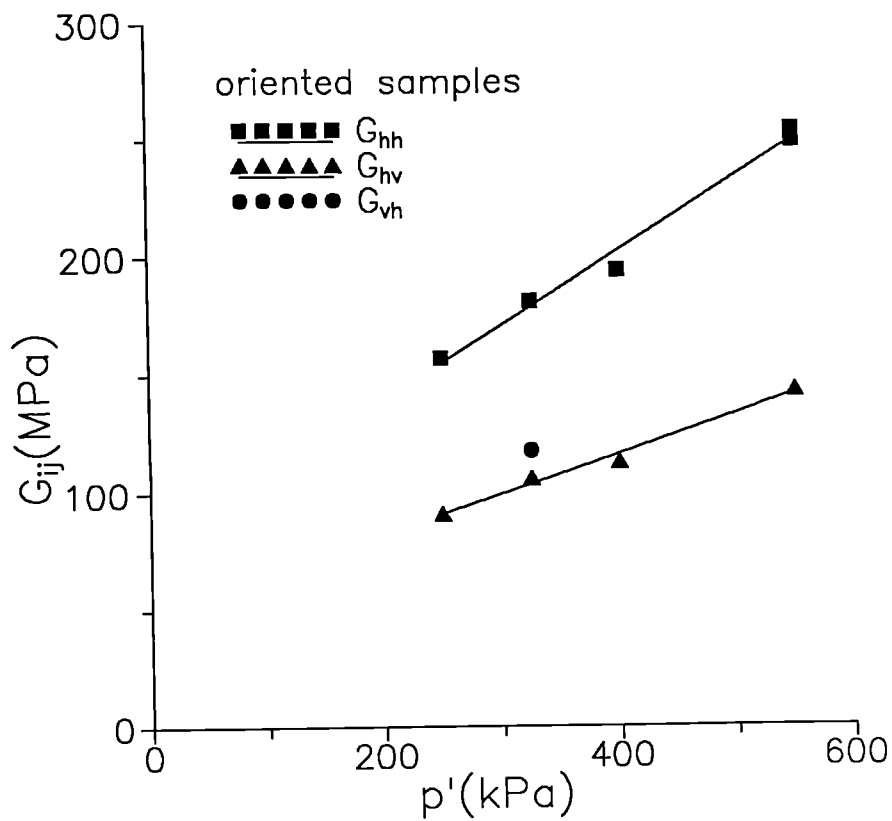 300
oriented samples
G_hh
G_hv
G_vh
200
G_ij(MPa)
100
0
0
200
400
600
p'(kPa)